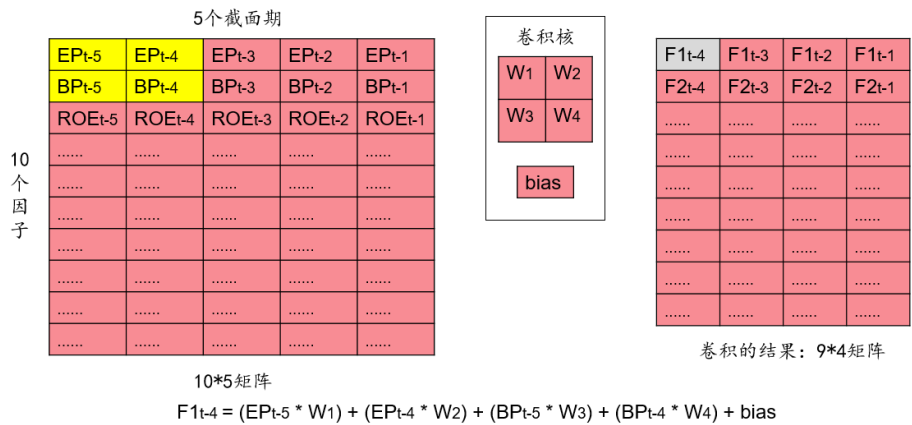 5个截面期
EPt-5 EPt-4 EPt-3 EPt-2 EPt-1
BPt-5 BPt-4 BPt-3 BPt-2 BPt-1
ROEt-5 ROEt-4 ROEt-3 ROEt-2 ROEt-1
...... ...... ...... ...... ......
...... ...... ...... ...... ......
...... ...... ...... ...... ......
...... ...... ...... ...... ......
...... ...... ...... ...... ......
...... ...... ...... ...... ......
...... ...... ...... ...... ......
10个因子
10*5矩阵
卷积核
W1 W2
W3 W4
bias
F1t-4 F1t-3 F1t-2 F1t-1
F2t-4 F2t-3 F2t-2 F2t-1
...... ...... ...... ......
...... ...... ...... ......
...... ...... ...... ......
...... ...... ...... ......
...... ...... ...... ......
...... ...... ...... ......
...... ...... ...... ......
卷积的结果：9*4矩阵
F1t-4 = (EPt-5 * W1) + (EPt-4 * W2) + (BPt-5 * W3) + (BPt-4 * W4) + bias